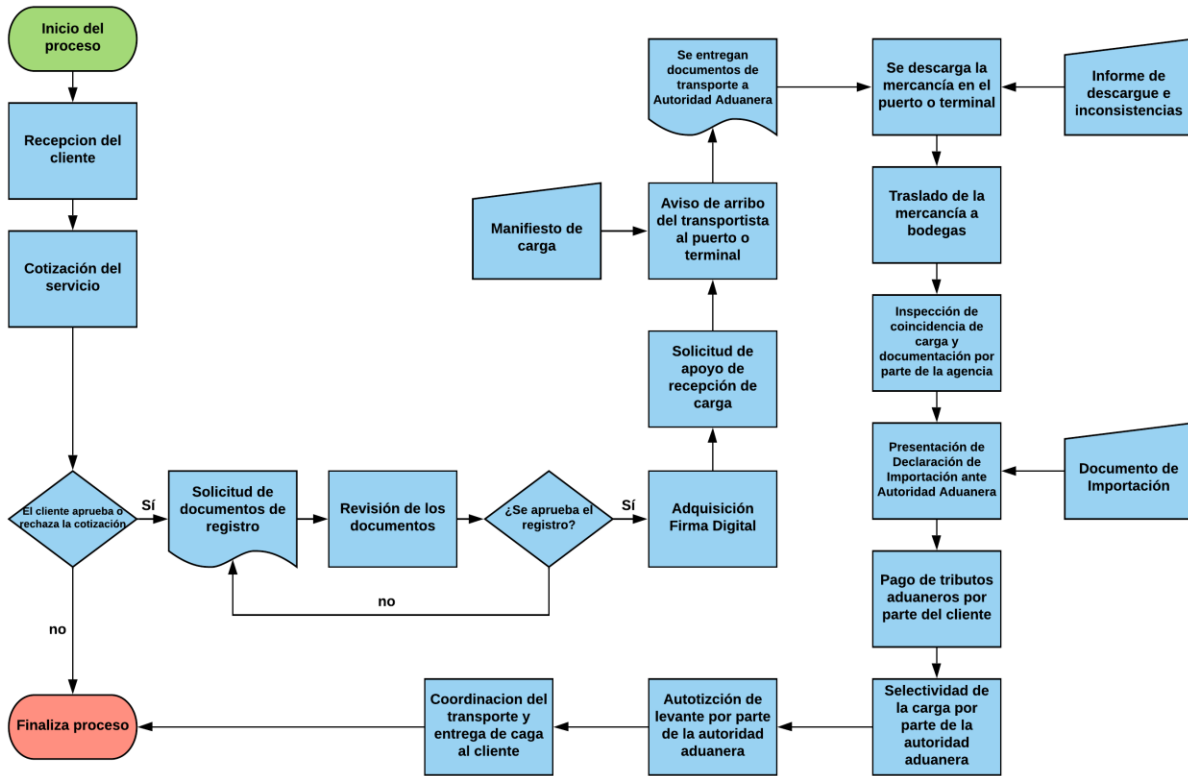 Inicio del
proceso
Recepcion del
cliente
Cotización del
servicio
El cliente aprueba o
rechaza la cotización
Sí
no
Solicitud de
documentos de
registro
Revisión de los
documentos
¿Se aprueba el
registro?
Sí
no
Adquisición
Firma Digital
Solicitud de
apoyo de
recepción de
carga
Manifiesto de
carga
Aviso de arribo
del transportista
al puerto o
terminal
Se entregan
documentos de
transporte a
Autoridad Aduanera
Se descarga la
mercancía en el
puerto o terminal
Informe de
descargue e
inconsistencias
Traslado de la
mercancía a
bodegas
Inspección de
coincidencia de
carga y
documentación por
parte de la agencia
Presentación de
Declaración de
Importación ante
Autoridad Aduanera
Documento de
Importación
Pago de tributos
aduaneros por
parte del cliente
Selectividad de
la carga por
parte de la
autoridad
aduanera
Autotizción de
levante por parte
de la autoridad
aduanera
Coordinacion del
transporte y
entrega de caga
al cliente
Finaliza proceso